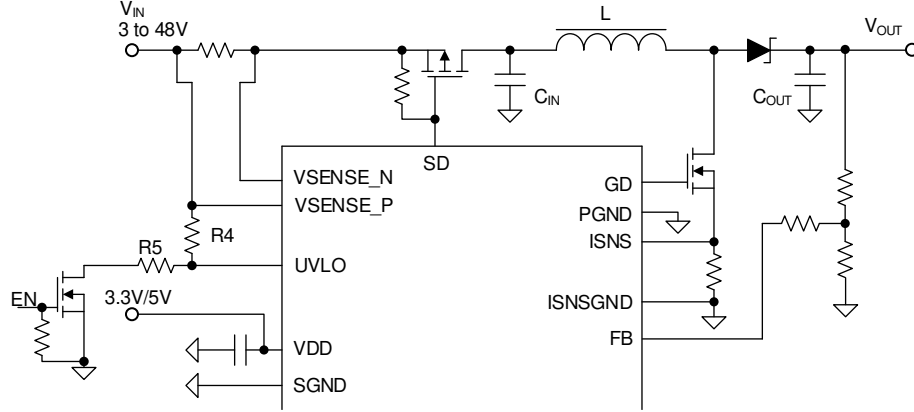 VIN
3 to 48V
L
VOUT
CIN
COUT
SD
VSENSE_N
VSENSE_P
GD
PGND
R4
ISNS
R5
UVLO
EN
3.3V/5V
ISNSGND
VDD
FB
SGND